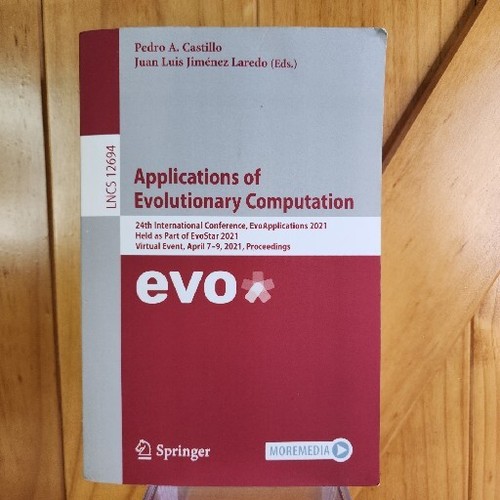 Pedro A. Castillo
Juan Luis Jiménez Laredo (Eds.)
LNCS 12694
Applications of
Evolutionary Computation
24th International Conference, EvoApplications 2021
Held as Part of EvoStar 2021
Virtual Event, April 7–9, 2021, Proceedings
evo*
Springer
MOREMEDIA